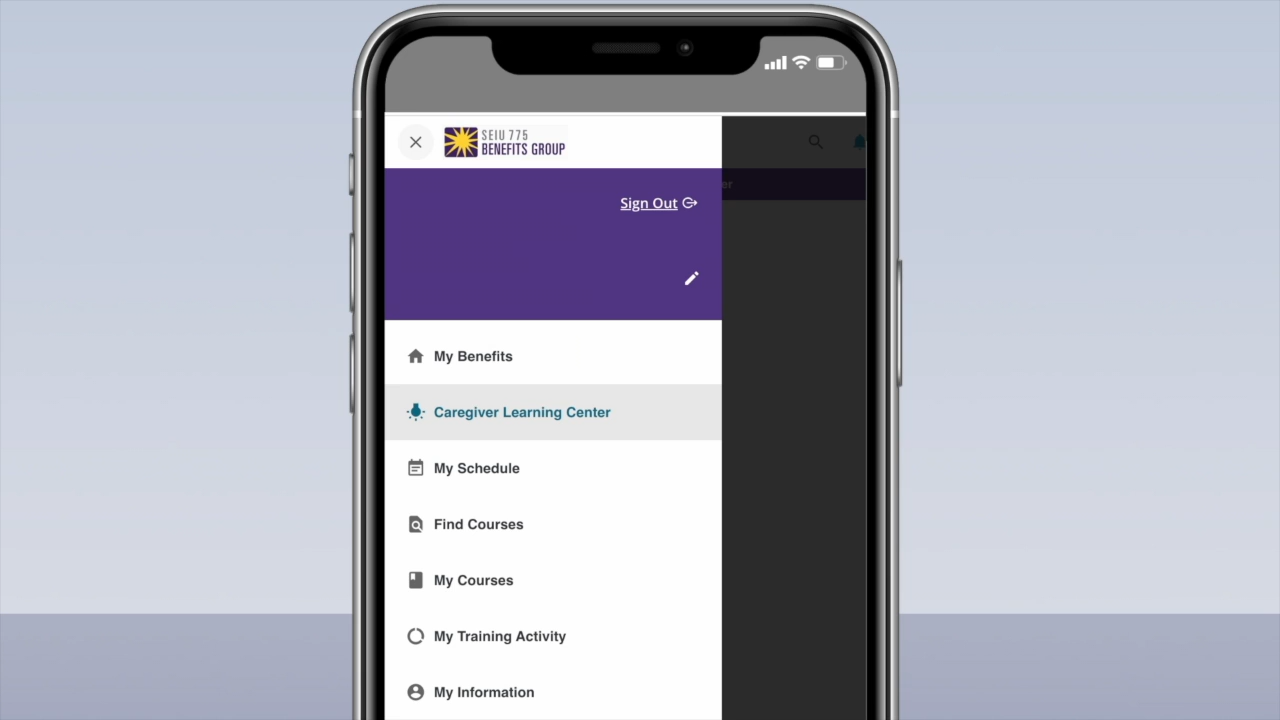 SEIU 775
BENEFITS GROUP
Sign Out
er
My Benefits
Caregiver Learning Center
My Schedule
Find Courses
My Courses
My Training Activity
My Information